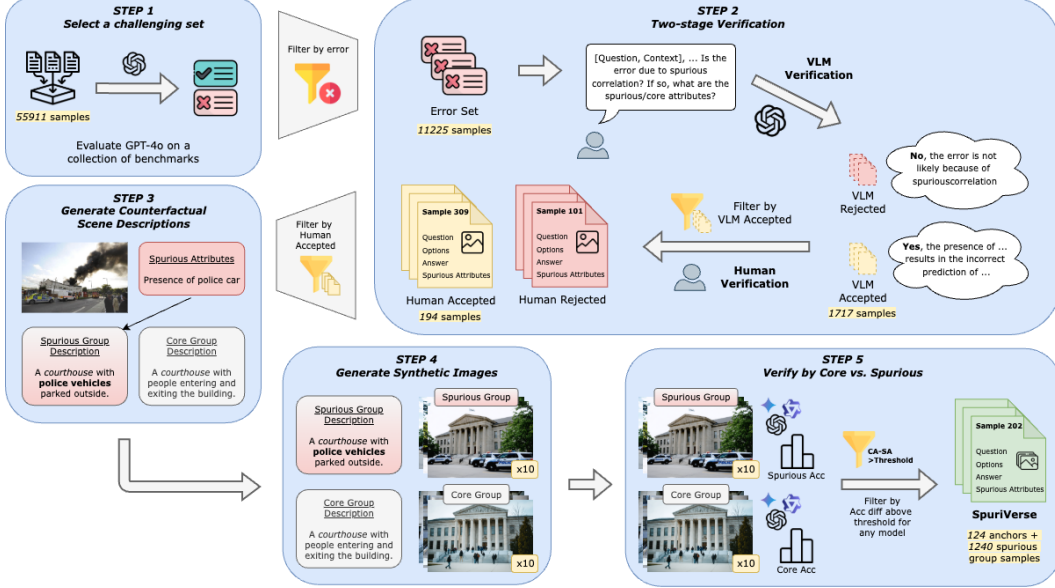 STEP 1
Select a challenging set
55911 samples
Evaluate GPT-4o on a
collection of benchmarks
Filter by error
STEP 2
Two-stage Verification
Error Set
11225 samples
[Question, Context], ... Is the
error due to spurious
correlation? If so, what are the
spurious/core attributes?
VLM
Verification
No, the error is not
likely because of
spuriouscorrelation
VLM
Rejected
Yes, the presence of ...
results in the incorrect
prediction of ...
VLM
Accepted
1717 samples
Filter by
VLM Accepted
Human
Verification
Sample 309
Question
Options
Answer
Spurious Attributes
Human Accepted
194 samples
Sample 101
Question
Options
Answer
Spurious Attributes
Human Rejected
Filter by
Human
Accepted
STEP 3
Generate Counterfactual
Scene Descriptions
Spurious Attributes
Presence of police car
Spurious Group
Description
A courthouse with
police vehicles
parked outside.
Core Group
Description
A courthouse with
people entering and
exiting the building.
STEP 4
Generate Synthetic Images
Spurious Group
Description
A courthouse with
police vehicles
parked outside.
Spurious Group
x10
Core Group
Description
A courthouse with
people entering and
exiting the building.
Core Group
x10
STEP 5
Verify by Core vs. Spurious
Spurious Group
x10
Spurious Acc
Core Group
x10
Core Acc
CA-SA
>Threshold
Filter by
Acc diff above
threshold for
any model
Sample 202
Question
Options
Answer
Spurious Attributes
SpuriVerse
124 anchors +
1240 spurious
group samples